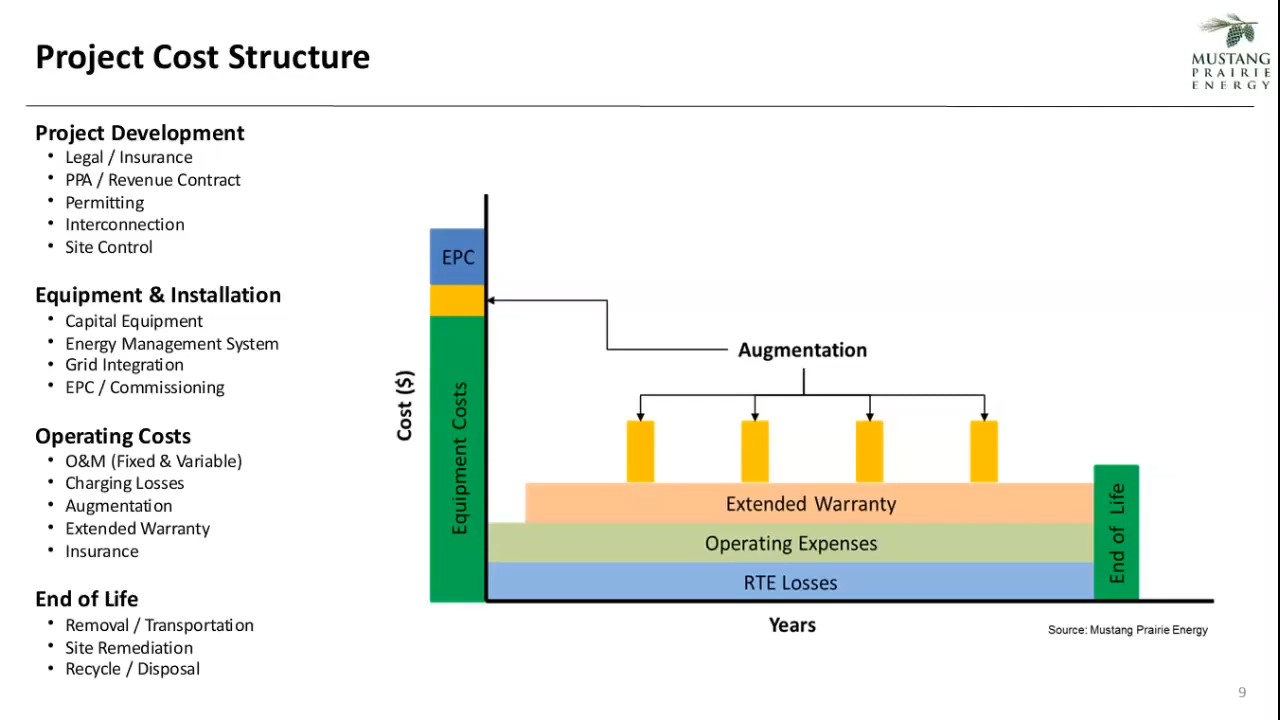 Project Cost Structure
MUSTANG
PRAIRIE
ENERGY
Project Development
• Legal / Insurance
• PPA / Revenue Contract
• Permitting
• Interconnection
• Site Control
Equipment & Installation
• Capital Equipment
• Energy Management System
• Grid Integration
• EPC / Commissioning
Operating Costs
• O&M (Fixed & Variable)
• Charging Losses
• Augmentation
• Extended Warranty
• Insurance
End of Life
• Removal / Transportation
• Site Remediation
• Recycle / Disposal
Cost ($)
EPC
Equipment Costs
Augmentation
Extended Warranty
Operating Expenses
RTE Losses
End of Life
Years
Source: Mustang Prairie Energy
9